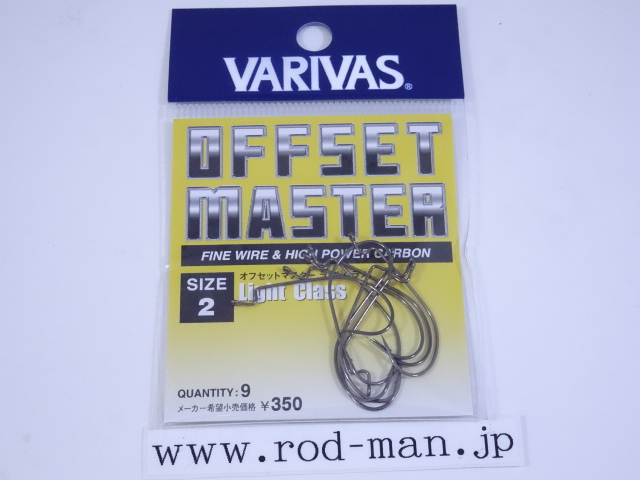 VARIVAS®
OFFSET
MASTER
FINE WIRE & HIGH POWER CARBON
オフセットマスター
Light Class
SIZE
2
QUANTITY: 9
メーカー希望小売価格 ¥350
www.rod-man.jp